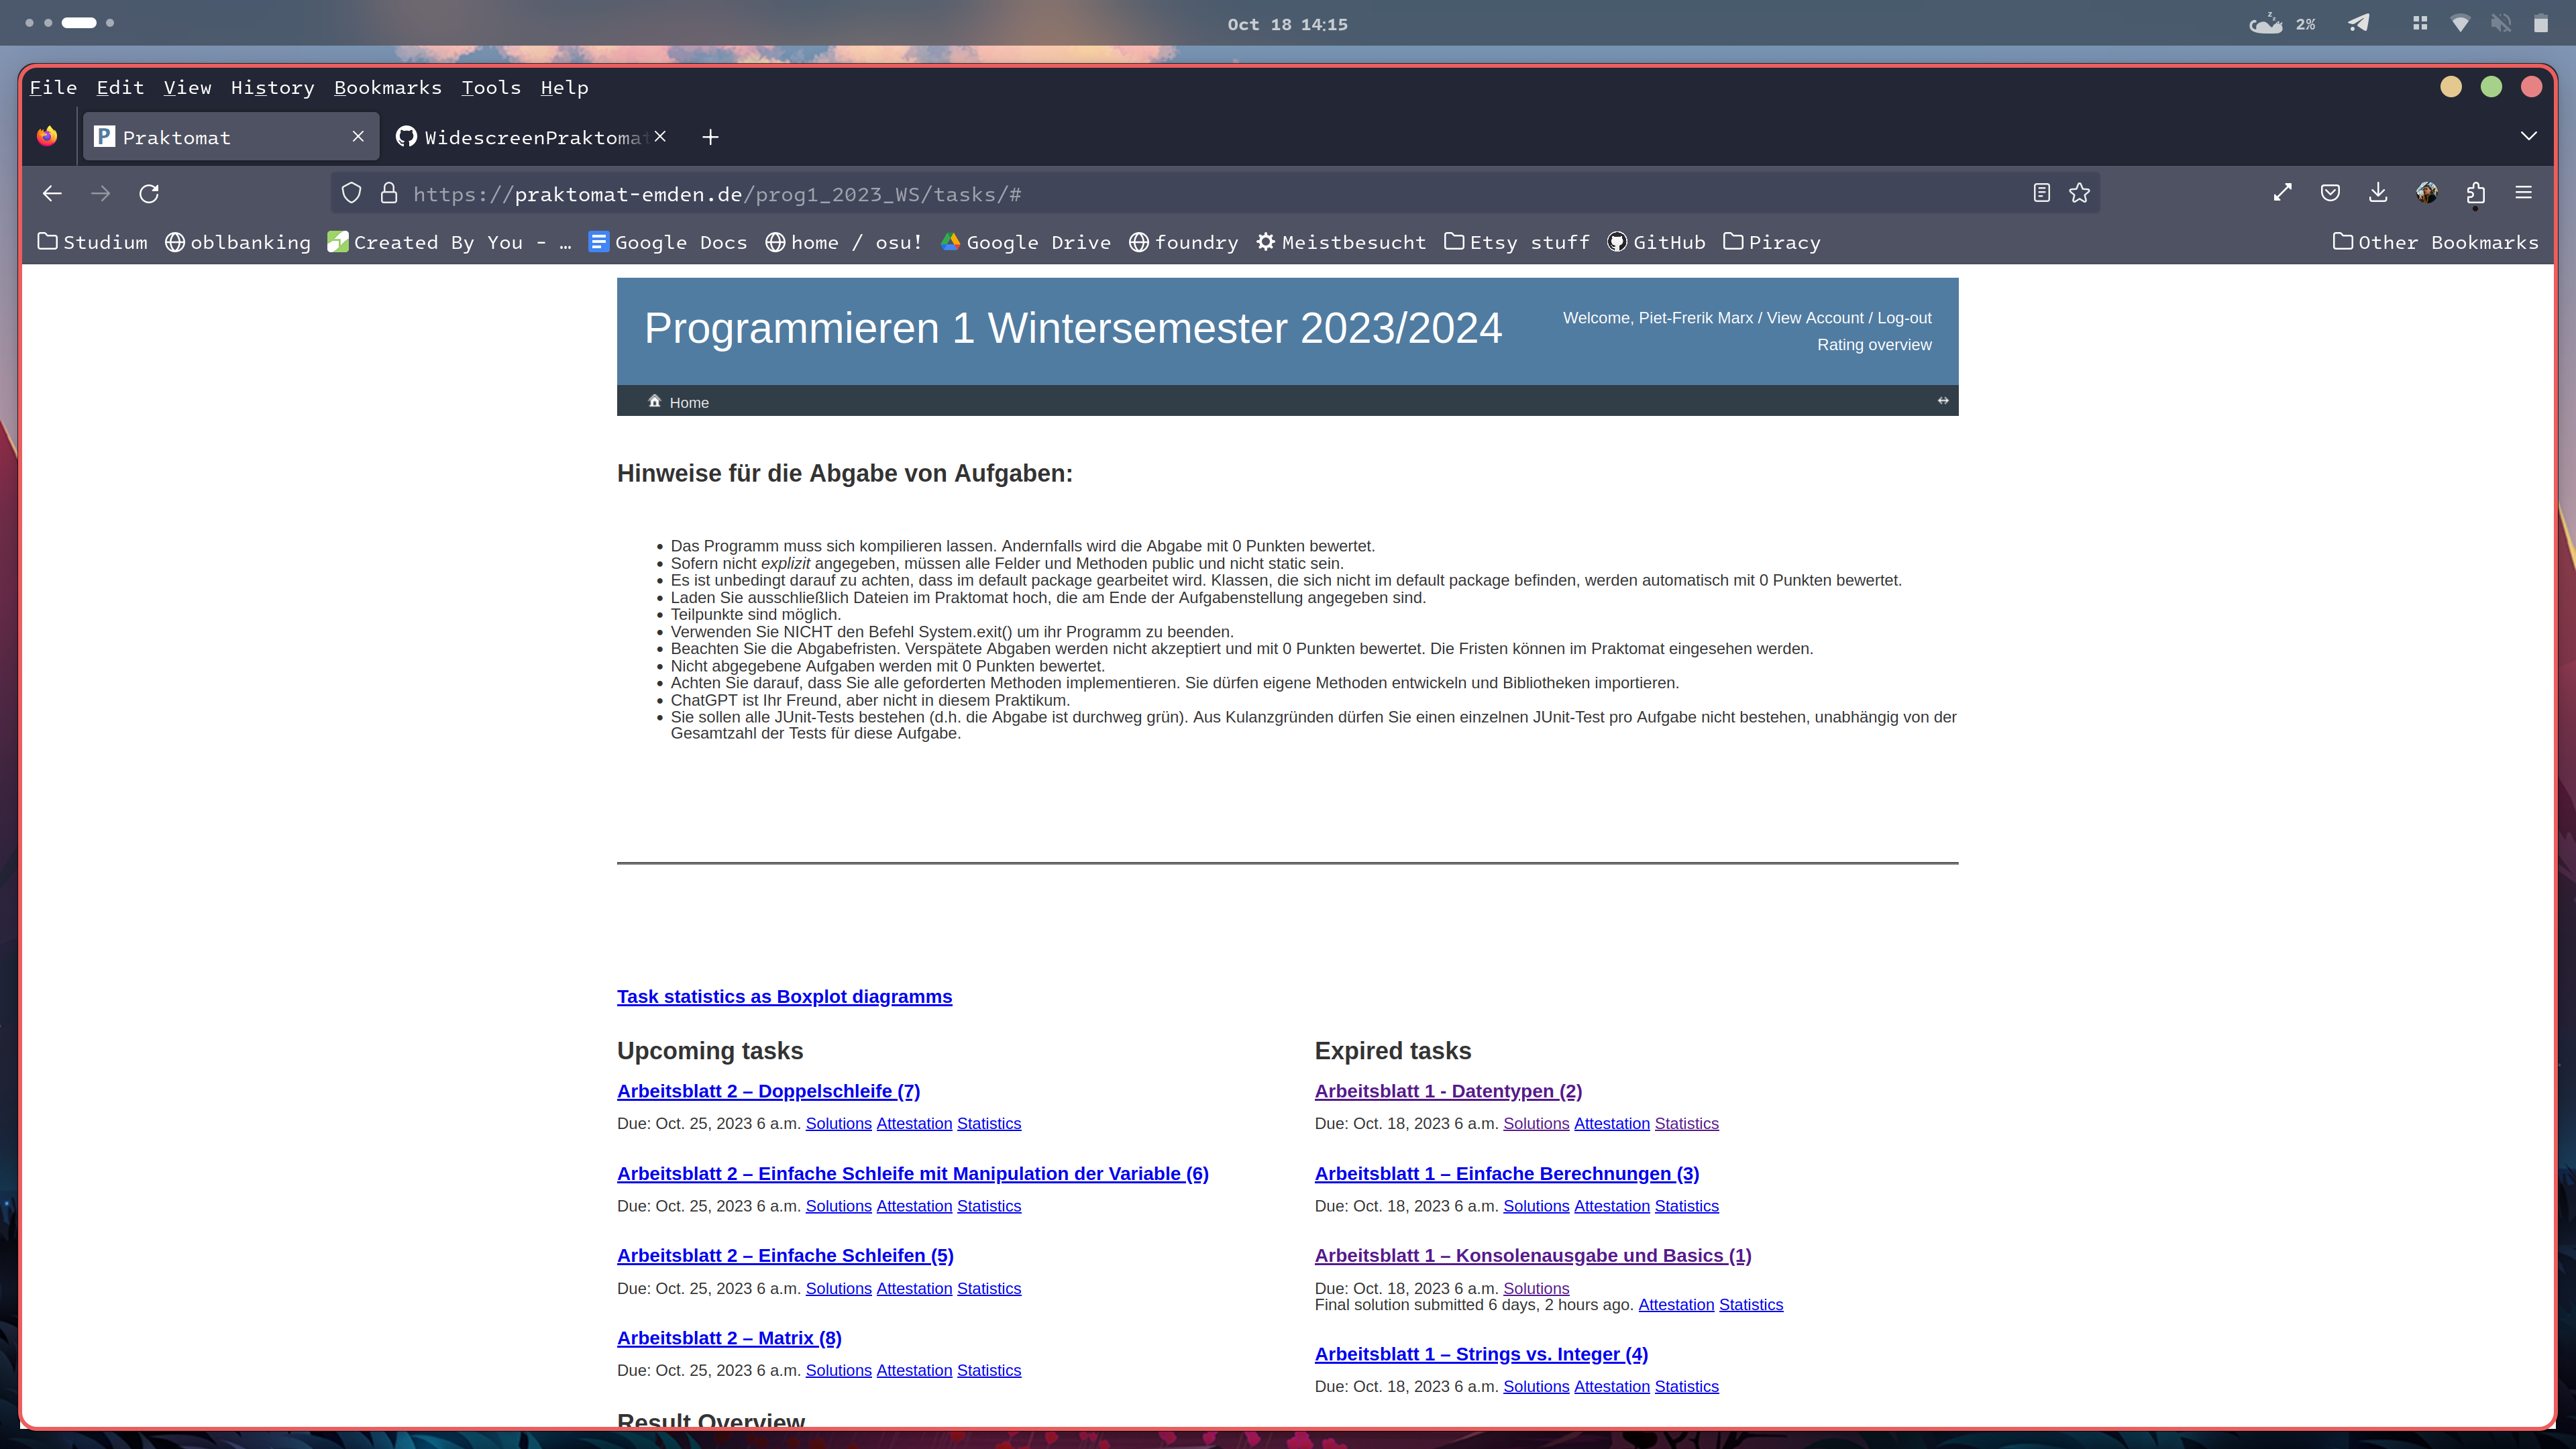 Oct 18 14:15
2%
File Edit View History Bookmarks Tools Help
Praktomat
WidescreenPraktomat
https://praktomat-emden.de/prog1_2023_WS/tasks/#
Studium oblbanking Created By You - … Google Docs home / osu! Google Drive foundry Meistbesucht Etsy stuff GitHub Piracy Other Bookmarks
Programmieren 1 Wintersemester 2023/2024
Welcome, Piet-Frerik Marx / View Account / Log-out
Rating overview
Home
Hinweise für die Abgabe von Aufgaben:
Das Programm muss sich kompilieren lassen. Andernfalls wird die Abgabe mit 0 Punkten bewertet.
Sofern nicht explizit angegeben, müssen alle Felder und Methoden public und nicht static sein.
Es ist unbedingt darauf zu achten, dass im default package gearbeitet wird. Klassen, die sich nicht im default package befinden, werden automatisch mit 0 Punkten bewertet.
Laden Sie ausschließlich Dateien im Praktomat hoch, die am Ende der Aufgabenstellung angegeben sind.
Teilpunkte sind möglich.
Verwenden Sie NICHT den Befehl System.exit() um ihr Programm zu beenden.
Beachten Sie die Abgabefristen. Verspätete Abgaben werden nicht akzeptiert und mit 0 Punkten bewertet. Die Fristen können im Praktomat eingesehen werden.
Nicht abgegebene Aufgaben werden mit 0 Punkten bewertet.
Achten Sie darauf, dass Sie alle geforderten Methoden implementieren. Sie dürfen eigene Methoden entwickeln und Bibliotheken importieren.
ChatGPT ist Ihr Freund, aber nicht in diesem Praktikum.
Sie sollen alle JUnit-Tests bestehen (d.h. die Abgabe ist durchweg grün). Aus Kulanzgründen dürfen Sie einen einzelnen JUnit-Test pro Aufgabe nicht bestehen, unabhängig von der
Gesamtzahl der Tests für diese Aufgabe.
Task statistics as Boxplot diagramms
Upcoming tasks
Arbeitsblatt 2 – Doppelschleife (7)
Due: Oct. 25, 2023 6 a.m. Solutions Attestation Statistics
Arbeitsblatt 2 – Einfache Schleife mit Manipulation der Variable (6)
Due: Oct. 25, 2023 6 a.m. Solutions Attestation Statistics
Arbeitsblatt 2 – Einfache Schleifen (5)
Due: Oct. 25, 2023 6 a.m. Solutions Attestation Statistics
Arbeitsblatt 2 – Matrix (8)
Due: Oct. 25, 2023 6 a.m. Solutions Attestation Statistics
Result Overview
Expired tasks
Arbeitsblatt 1 - Datentypen (2)
Due: Oct. 18, 2023 6 a.m. Solutions Attestation Statistics
Arbeitsblatt 1 – Einfache Berechnungen (3)
Due: Oct. 18, 2023 6 a.m. Solutions Attestation Statistics
Arbeitsblatt 1 – Konsolenausgabe und Basics (1)
Due: Oct. 18, 2023 6 a.m. Solutions
Final solution submitted 6 days, 2 hours ago. Attestation Statistics
Arbeitsblatt 1 – Strings vs. Integer (4)
Due: Oct. 18, 2023 6 a.m. Solutions Attestation Statistics